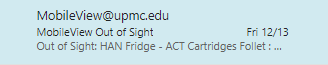 MobileView@upmc.edu
MobileView Out of Sight Fri 12/13
Out of Sight: HAN Fridge - ACT Cartridges Follet : ...